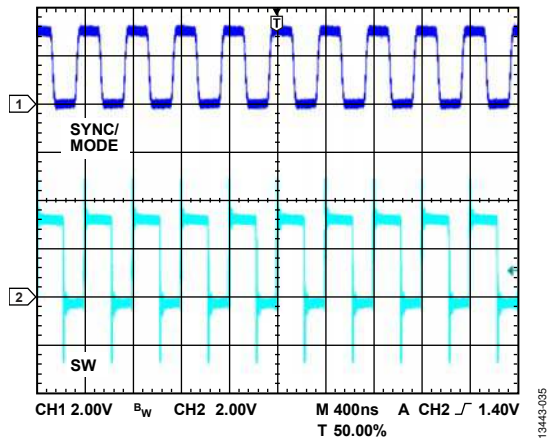 T
1
SYNC/
MODE
2
SW
CH1 2.00V BW CH2 2.00V M 400ns A CH2 1.40V
T 50.00%
13443-035